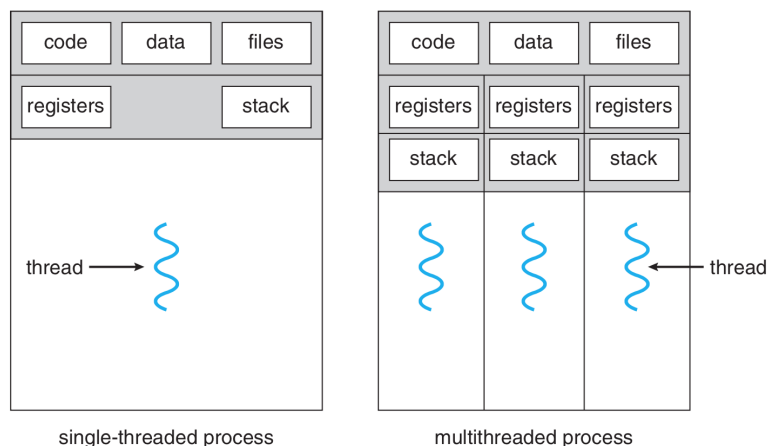 code data files
registers stack
thread
single-threaded process
code data files
registers registers registers
stack stack stack
thread
multithreaded process